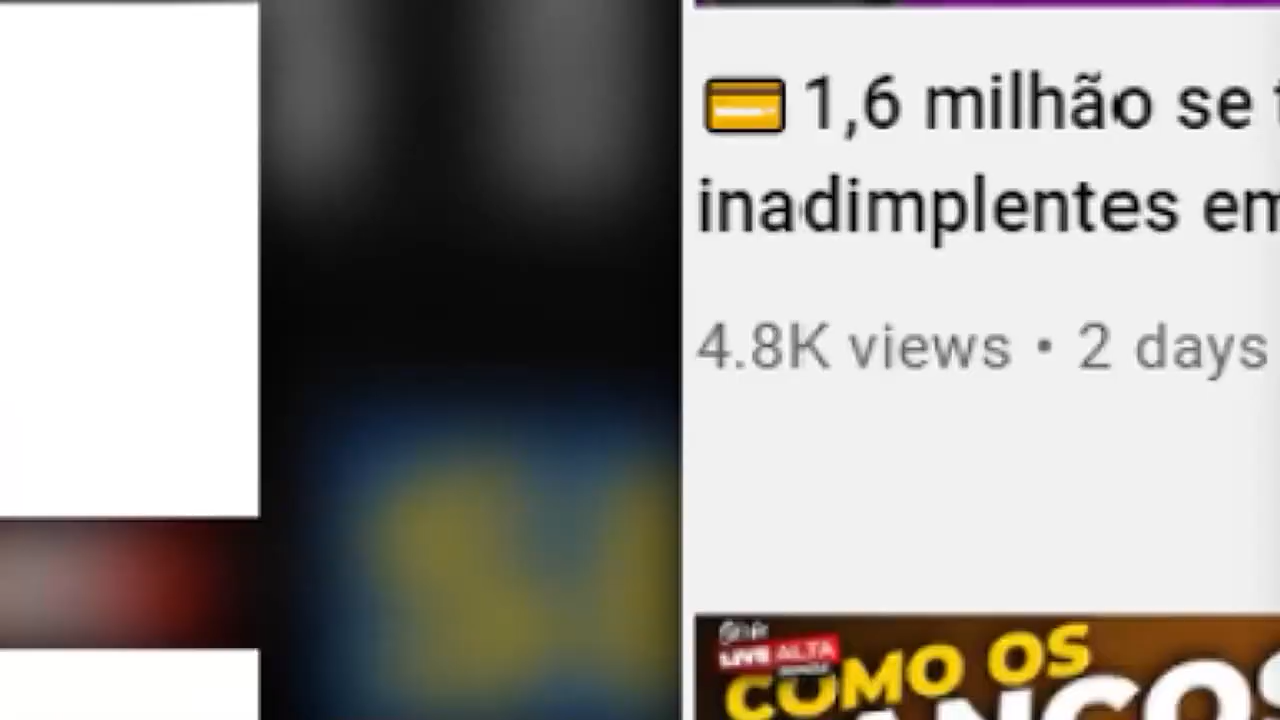 1,6 milhão se
inadimplentes em
4.8K views • 2 days
LIVE ALTA
COMO OS